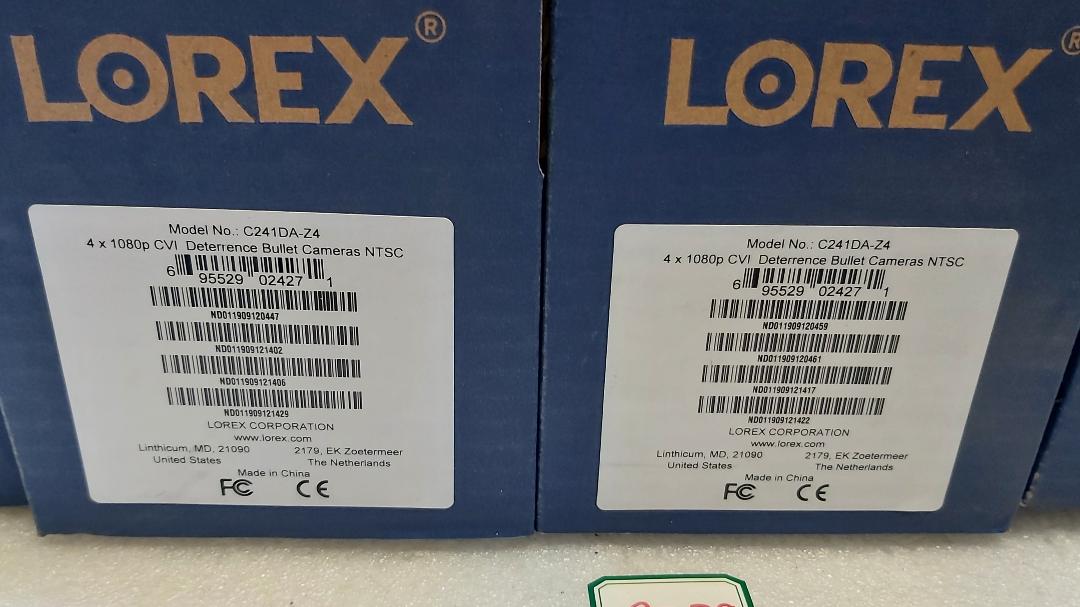 LOREX®
Model No.: C241DA-Z4
4 x 1080p CVI Deterrence Bullet Cameras NTSC
6 95529 02427 1
ND011909120447
ND011909121402
ND011909121406
ND011909121429
LOREX CORPORATION
www.lorex.com
Linthicum, MD, 21090 2179, EK Zoetermeer
United States The Netherlands
Made in China
FC CE
LOREX®
Model No.: C241DA-Z4
4 x 1080p CVI Deterrence Bullet Cameras NTSC
6 95529 02427 1
ND011909120459
ND011909120461
ND011909121417
ND011909121422
LOREX CORPORATION
www.lorex.com
Linthicum, MD, 21090 2179, EK Zoetermeer
United States The Netherlands
Made in China
FC CE